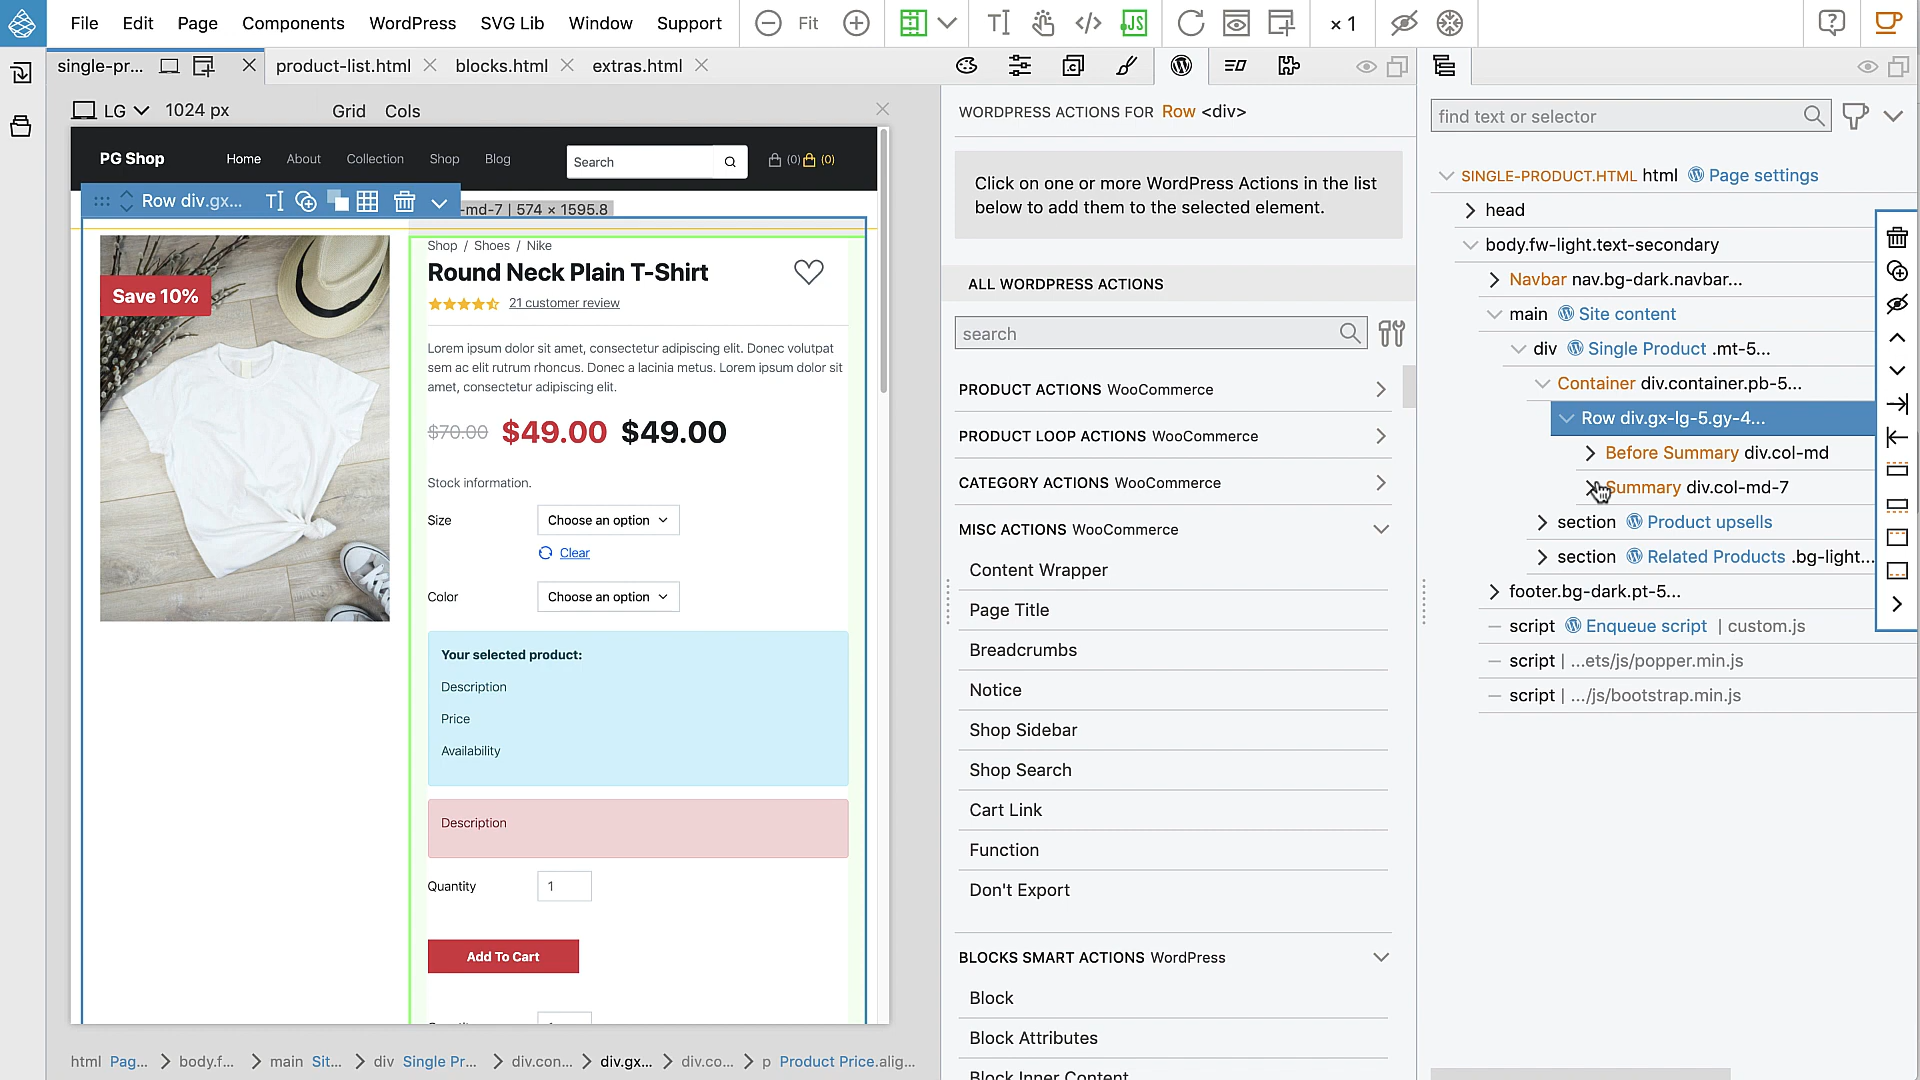 File Edit Page Components WordPress SVG Lib Window Support Fit JS × 1
single-pr... product-list.html blocks.html extras.html
LG 1024 px Grid Cols
PG Shop Home About Collection Shop Blog Search (0) (0)
Row div.gx...
-md-7 | 574 × 1595.8
Save 10%
Shop / Shoes / Nike
Round Neck Plain T-Shirt
21 customer review
Lorem ipsum dolor sit amet, consectetur adipiscing elit. Donec volutpat
sem ac elit rutrum rhoncus. Donec a lacinia metus. Lorem ipsum dolor sit
amet, consectetur adipiscing elit.
$70.00 $49.00 $49.00
Stock information.
Size Choose an option
Clear
Color Choose an option
Your selected product:
Description
Price
Availability
Description
Quantity 1
Add To Cart
html Pag... body.f... main Sit... div Single Pr... div.con... div.gx... div.co... p Product Price.alig...
WORDPRESS ACTIONS FOR Row <div>
Click on one or more WordPress Actions in the list
below to add them to the selected element.
ALL WORDPRESS ACTIONS
search
PRODUCT ACTIONS WooCommerce
PRODUCT LOOP ACTIONS WooCommerce
CATEGORY ACTIONS WooCommerce
MISC ACTIONS WooCommerce
Content Wrapper
Page Title
Breadcrumbs
Notice
Shop Sidebar
Shop Search
Cart Link
Function
Don't Export
BLOCKS SMART ACTIONS WordPress
Block
Block Attributes
Block Inner Content
find text or selector
SINGLE-PRODUCT.HTML html Page settings
head
body.fw-light.text-secondary
Navbar nav.bg-dark.navbar...
main Site content
div Single Product .mt-5...
Container div.container.pb-5...
Row div.gx-lg-5.gy-4...
Before Summary div.col-md
Summary div.col-md-7
section Product upsells
section Related Products .bg-light...
footer.bg-dark.pt-5...
script Enqueue script | custom.js
script | ...ets/js/popper.min.js
script | .../js/bootstrap.min.js